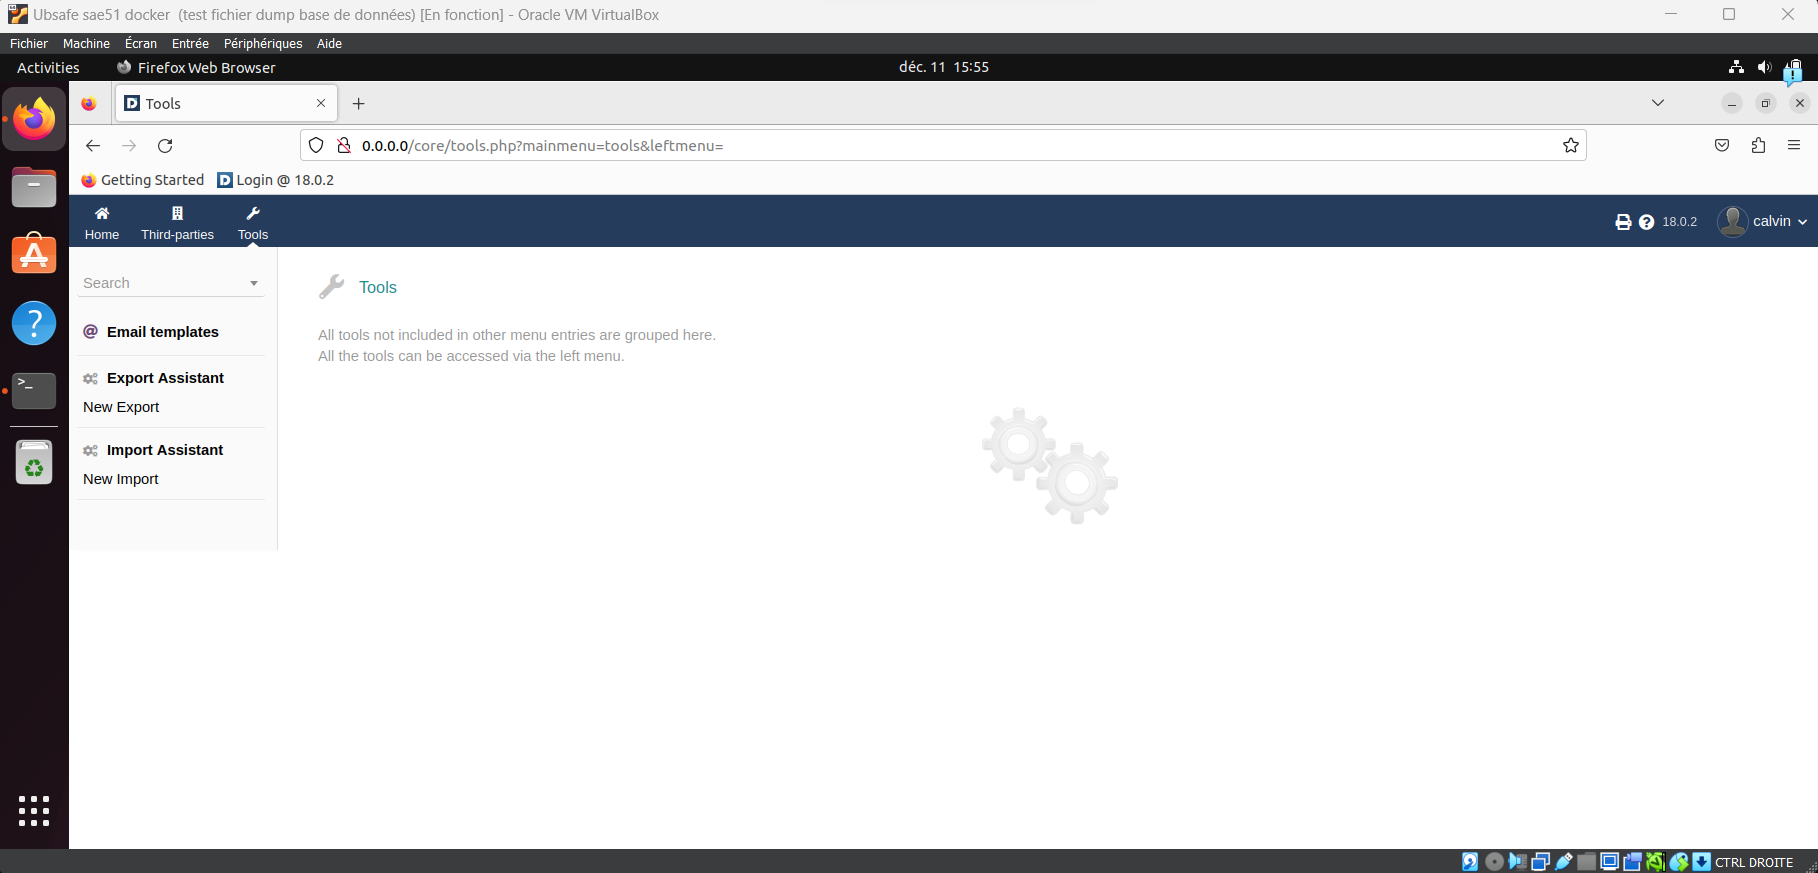 Ubsafe sae51 docker (test fichier dump base de données) [En fonction] - Oracle VM VirtualBox
Fichier Machine Écran Entrée Périphériques Aide
Activities Firefox Web Browser déc. 11 15:55
Tools
0.0.0.0/core/tools.php?mainmenu=tools&leftmenu=
Getting Started Login @ 18.0.2
Home Third-parties Tools 18.0.2 calvin
Search
Email templates
Export Assistant
New Export
Import Assistant
New Import
Tools
All tools not included in other menu entries are grouped here.
All the tools can be accessed via the left menu.
CTRL DROITE